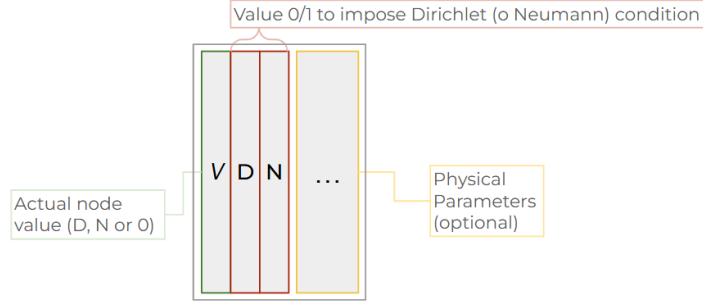 Value 0/1 to impose Dirichlet (o Neumann) condition
V D N ...
Actual node
value (D, N or 0)
Physical
Parameters
(optional)